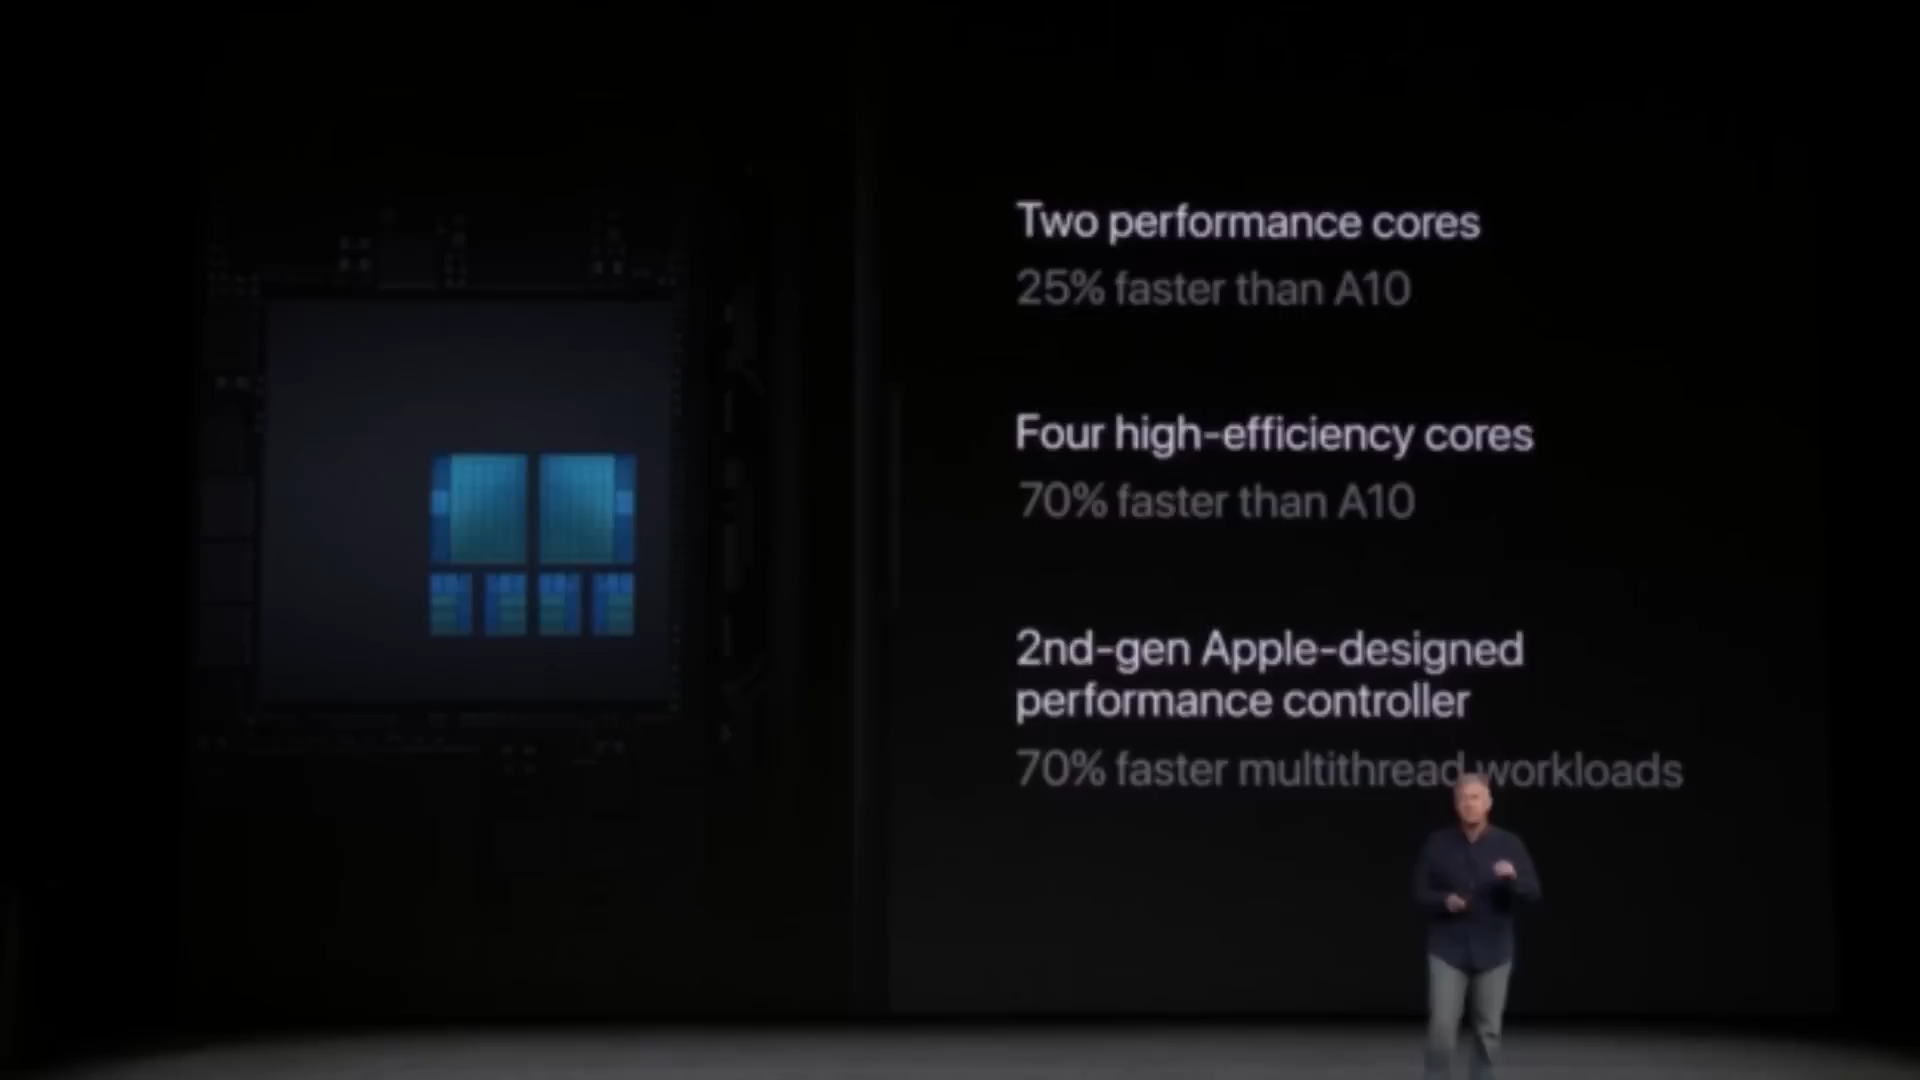 Two performance cores
25% faster than A10
Four high-efficiency cores
70% faster than A10
2nd-gen Apple-designed
performance controller
70% faster multithread workloads